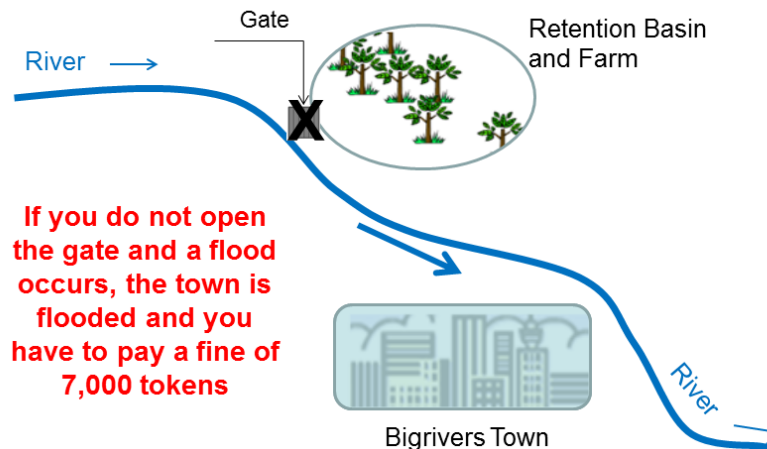 Gate
Retention Basin
and Farm
River
X
If you do not open
the gate and a flood
occurs, the town is
flooded and you
have to pay a fine of
7,000 tokens
River
Bigrivers Town